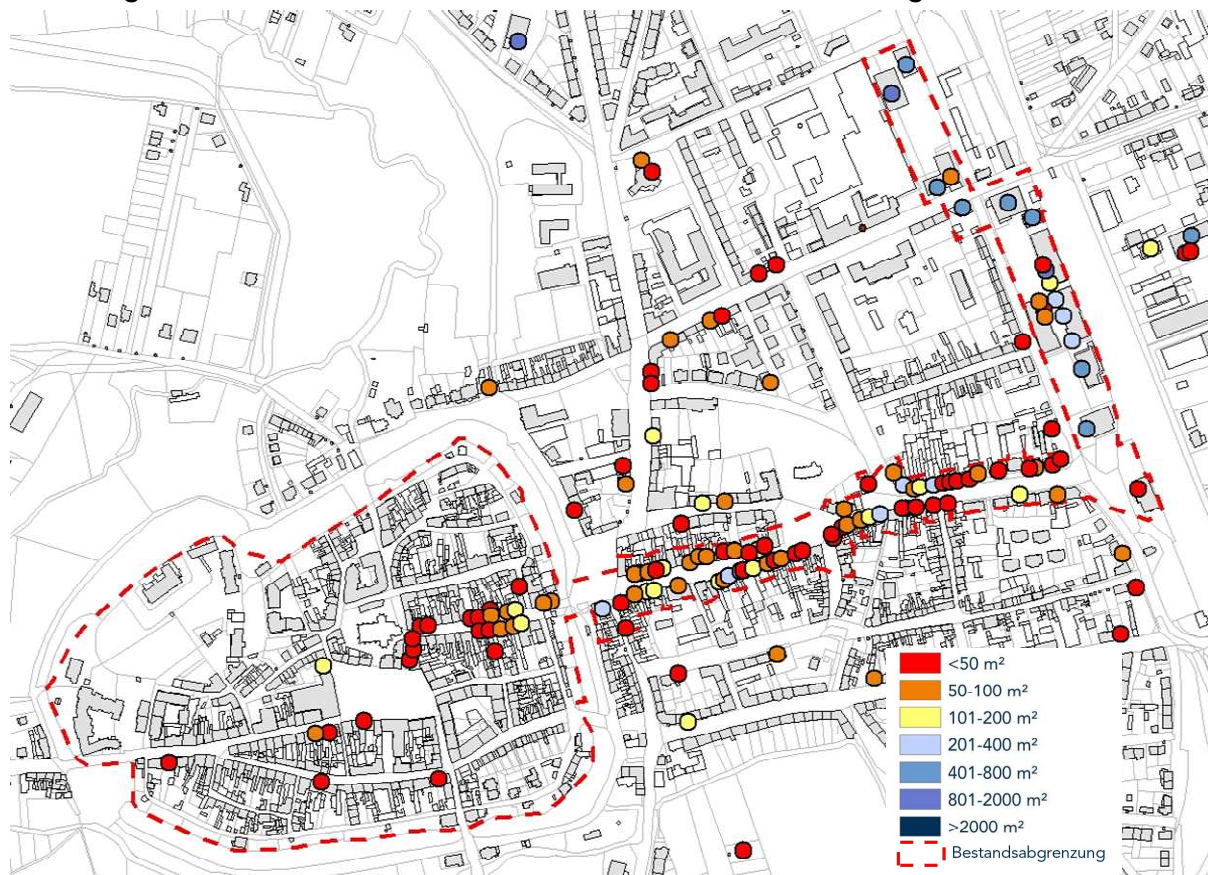 <50 m²
50-100 m²
101-200 m²
201-400 m²
401-800 m²
801-2000 m²
>2000 m²
Bestandsabgrenzung